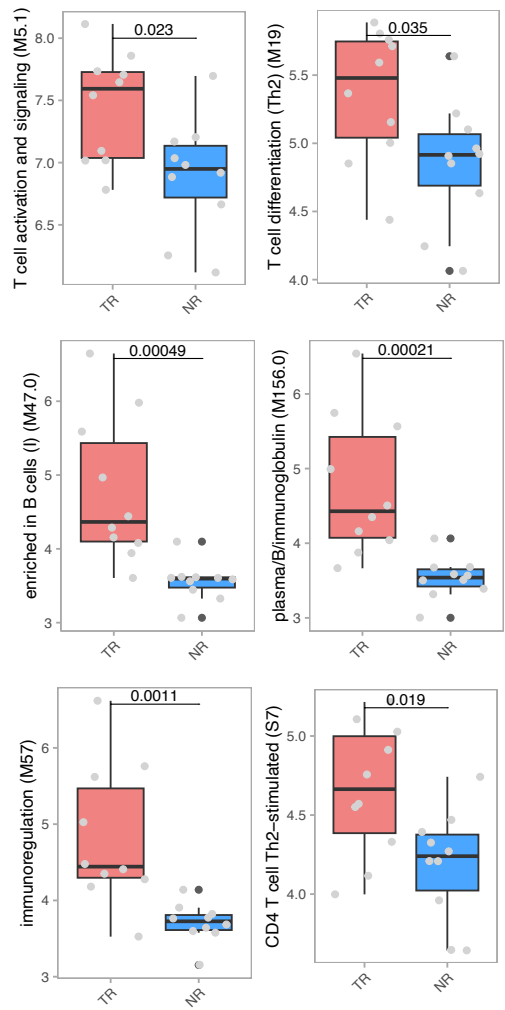 T cell activation and signaling (M5.1)
8.0
7.5
7.0
6.5
0.023
TR
NR
T cell differentiation (Th2) (M19)
5.5
5.0
4.5
4.0
0.035
TR
NR
enriched in B cells (I) (M47.0)
6
5
4
3
0.00049
TR
NR
plasma/B/immunoglobulin (M156.0)
6
5
4
3
0.00021
TR
NR
immunoregulation (M57)
6
5
4
3
0.0011
TR
NR
CD4 T cell Th2−stimulated (S7)
5.0
4.5
4.0
0.019
TR
NR